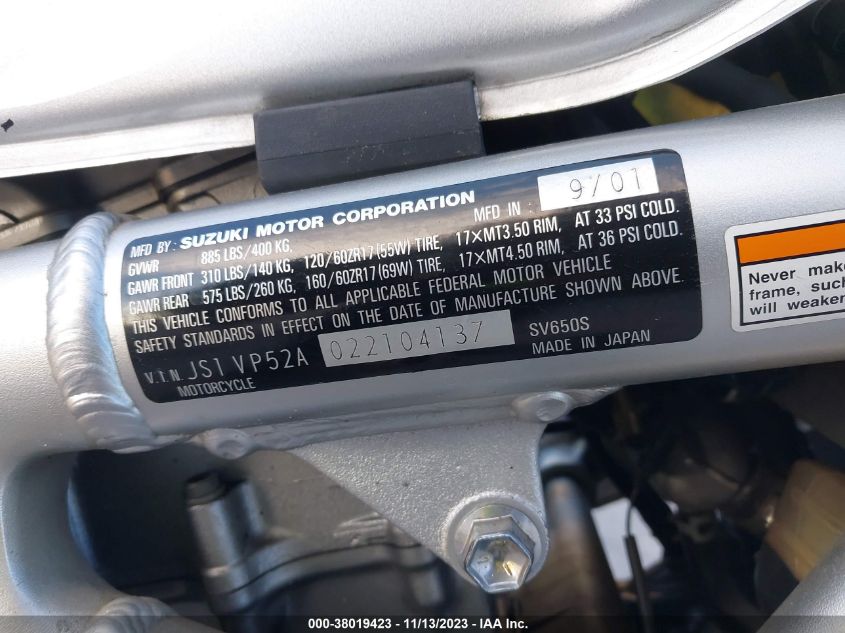 MFD BY: SUZUKI MOTOR CORPORATION MFD IN: 9/01
GVWR 885 LBS/400 KG,
GAWR FRONT 310 LBS/140 KG, 120/60ZR17(55W) TIRE, 17×MT3.50 RIM, AT 33 PSI COLD.
GAWR REAR 575 LBS/260 KG, 160/60ZR17(69W) TIRE, 17×MT4.50 RIM, AT 36 PSI COLD.
THIS VEHICLE CONFORMS TO ALL APPLICABLE FEDERAL MOTOR VEHICLE
SAFETY STANDARDS IN EFFECT ON THE DATE OF MANUFACTURE SHOWN ABOVE.
V.I.N. JS1VP52A 022104137 SV650S
MOTORCYCLE MADE IN JAPAN
Never make
frame, such
will weaken
000-38019423 - 11/13/2023 - IAA Inc.